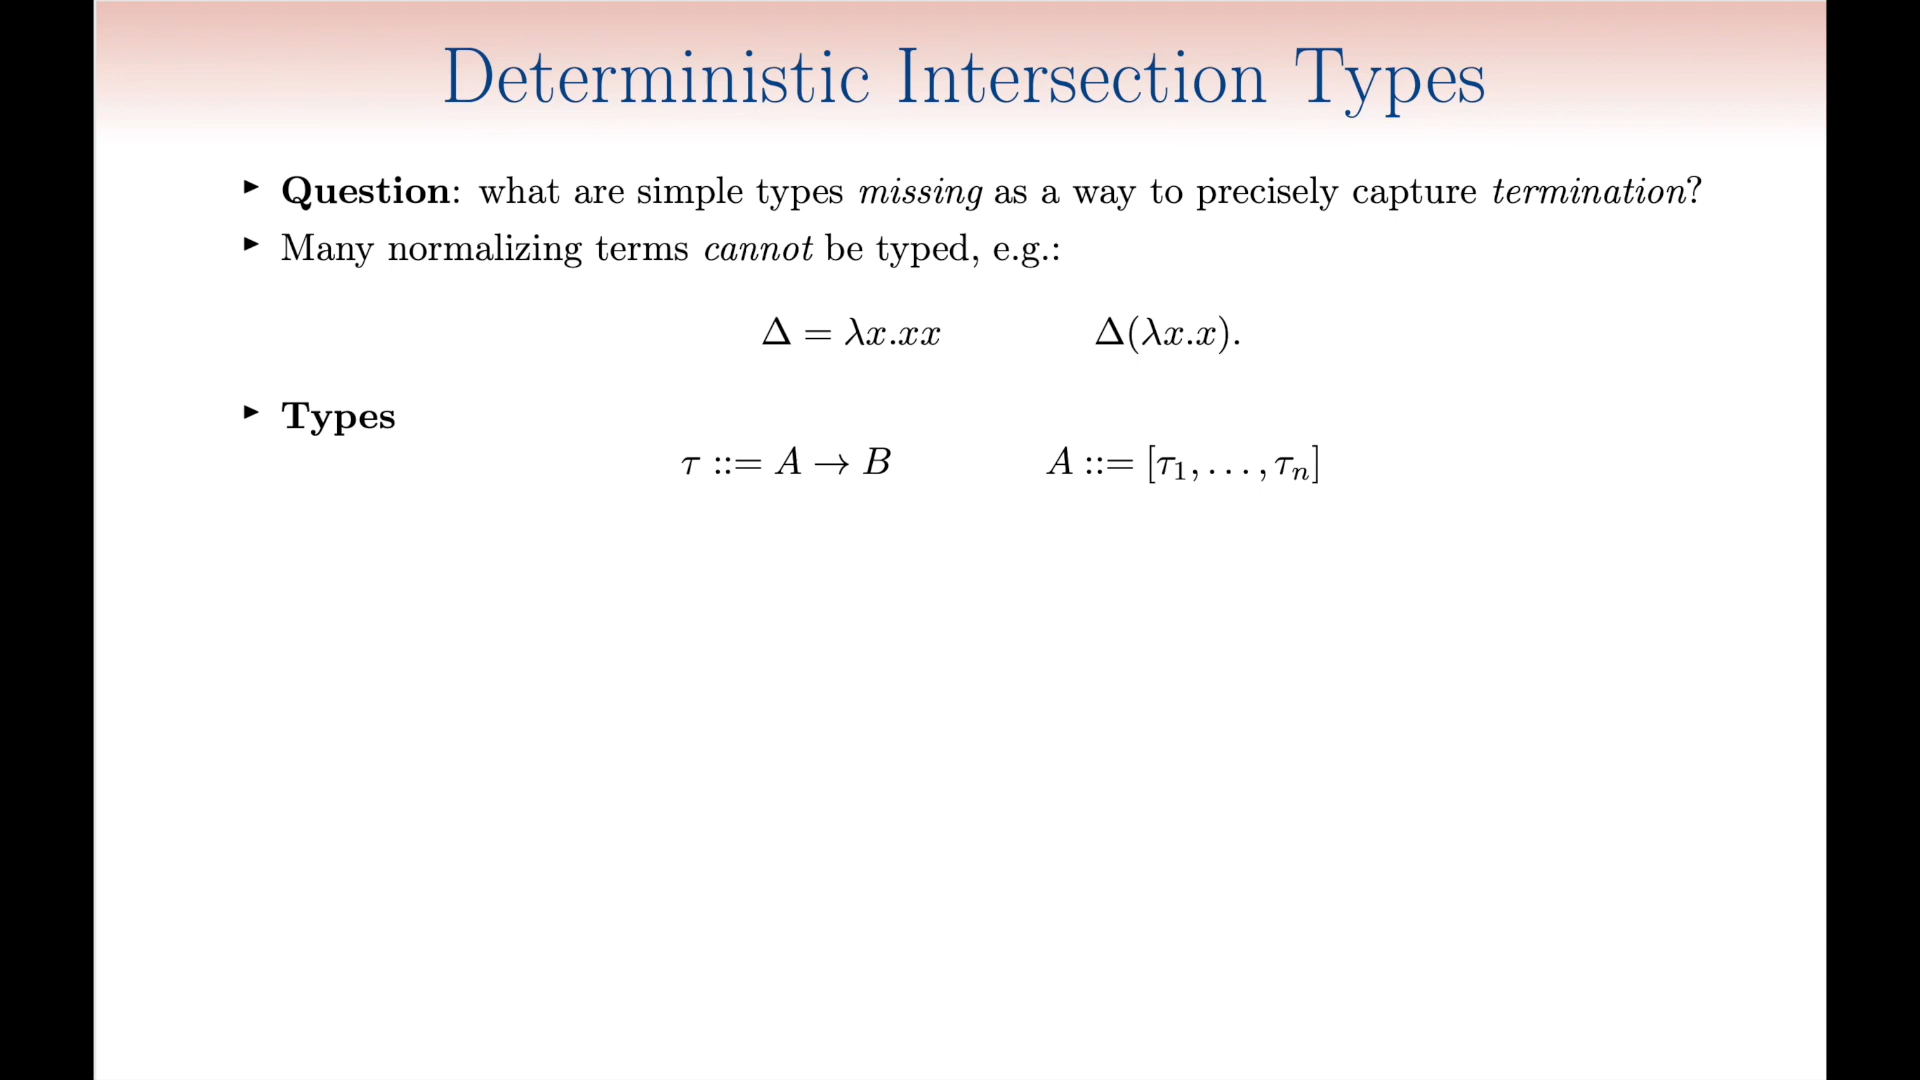 Deterministic Intersection Types
▶ Question: what are simple types missing as a way to precisely capture termination?
▶ Many normalizing terms cannot be typed, e.g.:
Δ = λx.xx Δ(λx.x).
▶ Types
τ ::= A → B A ::= [τ₁, . . . , τₙ]